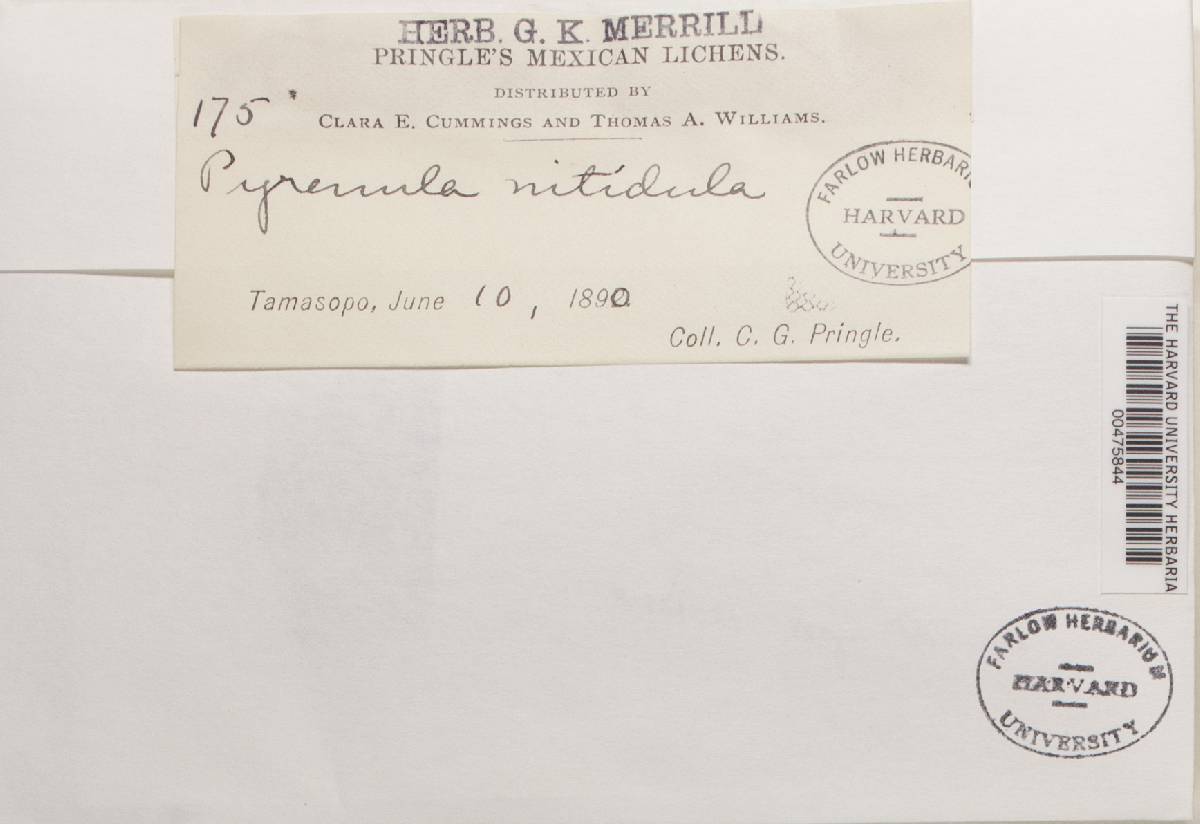 HERB. G. K. MERRILL
PRINGLE'S MEXICAN LICHENS.
DISTRIBUTED BY
175
CLARA E. CUMMINGS AND THOMAS A. WILLIAMS.
Pyrenula nitidula
FARLOW HERBARI
HARVARD
UNIVERSITY
Tamasopo, June 10, 1890
Coll. C. G. Pringle.
THE HARVARD UNIVERSITY HERBARIA
00475844
FARLOW HERBARIUM
HARVARD
UNIVERSITY